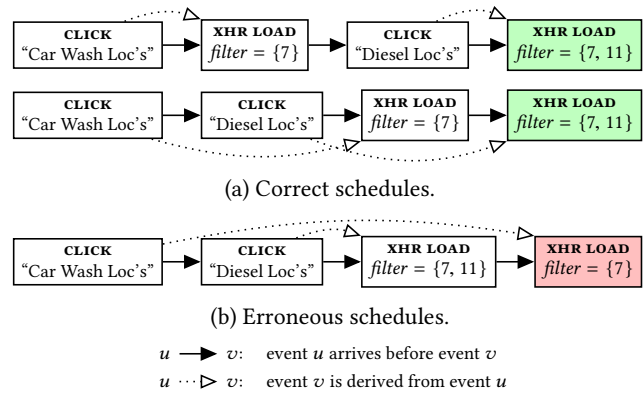 CLICK XHR LOAD CLICK XHR LOAD
“Car Wash Loc’s” filter = {7} “Diesel Loc’s” filter = {7, 11}
CLICK CLICK XHR LOAD XHR LOAD
“Car Wash Loc’s” “Diesel Loc’s” filter = {7} filter = {7, 11}
(a) Correct schedules.
CLICK CLICK XHR LOAD XHR LOAD
“Car Wash Loc’s” “Diesel Loc’s” filter = {7, 11} filter = {7}
(b) Erroneous schedules.
u v: event u arrives before event v
u v: event v is derived from event u